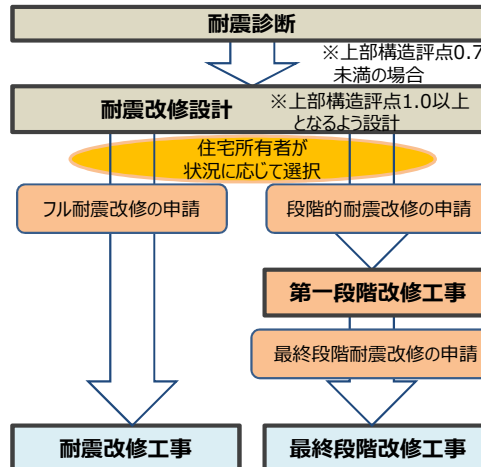 耐震診断
※上部構造評点0.7
未満の場合
耐震改修設計
※上部構造評点1.0以上
となるよう設計
住宅所有者が
状況に応じて選択
フル耐震改修の申請
段階的耐震改修の申請
第一段階改修工事
最終段階耐震改修の申請
耐震改修工事
最終段階改修工事